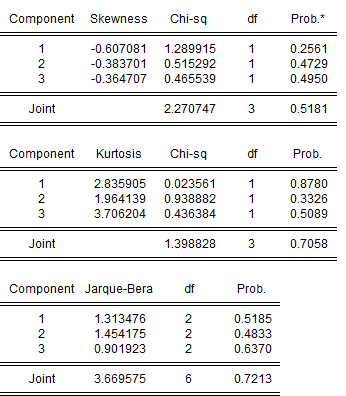 Component Skewness Chi-sq df Prob.*
1 -0.607081 1.289915 1 0.2561
2 -0.383701 0.515292 1 0.4729
3 -0.364707 0.465539 1 0.4950
Joint 2.270747 3 0.5181
Component Kurtosis Chi-sq df Prob.
1 2.835905 0.023561 1 0.8780
2 1.964139 0.938882 1 0.3326
3 3.706204 0.436384 1 0.5089
Joint 1.398828 3 0.7058
Component Jarque-Bera df Prob.
1 1.313476 2 0.5185
2 1.454175 2 0.4833
3 0.901923 2 0.6370
Joint 3.669575 6 0.7213